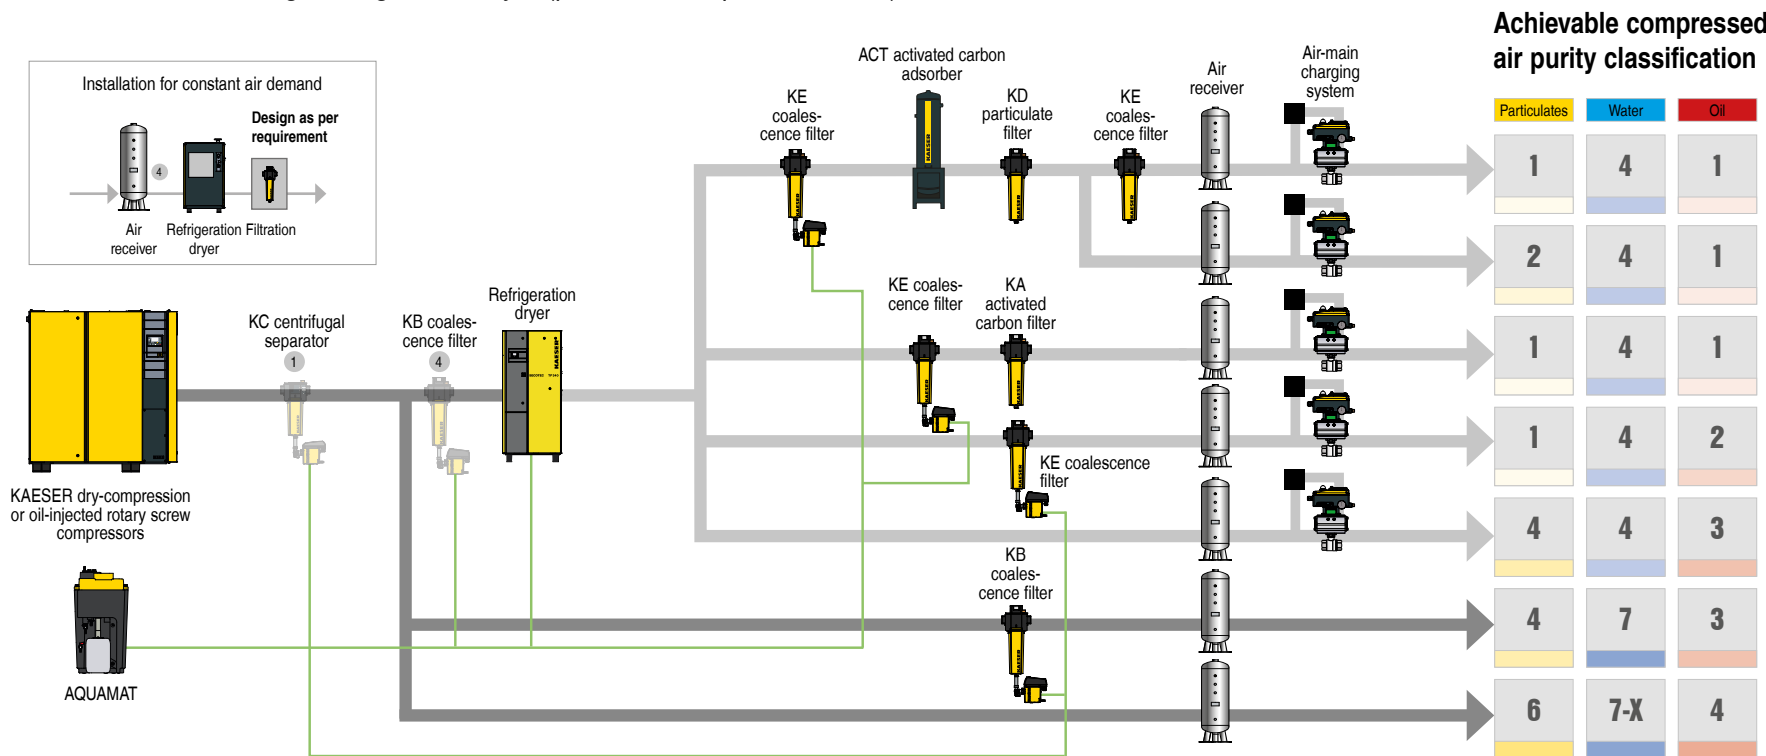 Achievable compressed
air purity classification
Installation for constant air demand
Design as per
requirement
4
Air
receiver
Refrigeration
dryer
Filtration
KE
coales-
cence filter
ACT activated carbon
adsorber
KAESER
KD
particulate
filter
KE
coales-
cence filter
Air
receiver
Air-main
charging
system
Particulates
Water
Oil
1
4
1
2
4
1
KE coales-
cence filter
KA
activated
carbon filter
1
4
1
KC centrifugal
separator
1
KB coales-
cence filter
4
Refrigeration
dryer
KAESER
1
4
2
KE coalescence
filter
KAESER dry-compression
or oil-injected rotary screw
compressors
4
4
3
KB
coales-
cence filter
4
7
3
AQUAMAT
6
7-X
4